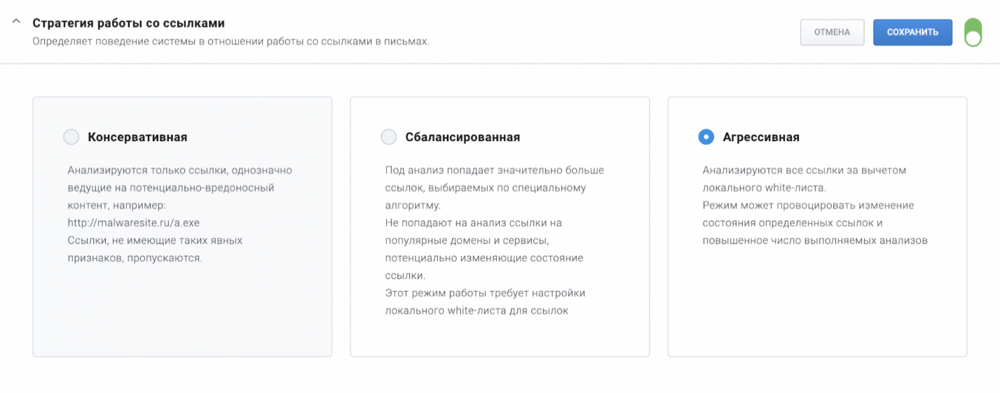 Стратегия работы со ссылками
Определяет поведение системы в отношении работы со ссылками в письмах.
ОТМЕНА
СОХРАНИТЬ
Консервативная
Анализируются только ссылки, однозначно
ведущие на потенциально-вредоносный
контент, например:
http://malwaresite.ru/a.exe
Ссылки, не имеющие таких явных
признаков, пропускаются.
Сбалансированная
Под анализ попадает значительно больше
ссылок, выбираемых по специальному
алгоритму.
Не попадают на анализ ссылки на
популярные домены и сервисы,
потенциально изменяющие состояние
ссылки.
Этот режим работы требует настройки
локального white-листа для ссылок
Агрессивная
Анализируются все ссылки за вычетом
локального white-листа.
Режим может провоцировать изменение
состояния определенных ссылок и
повышенное число выполняемых анализов